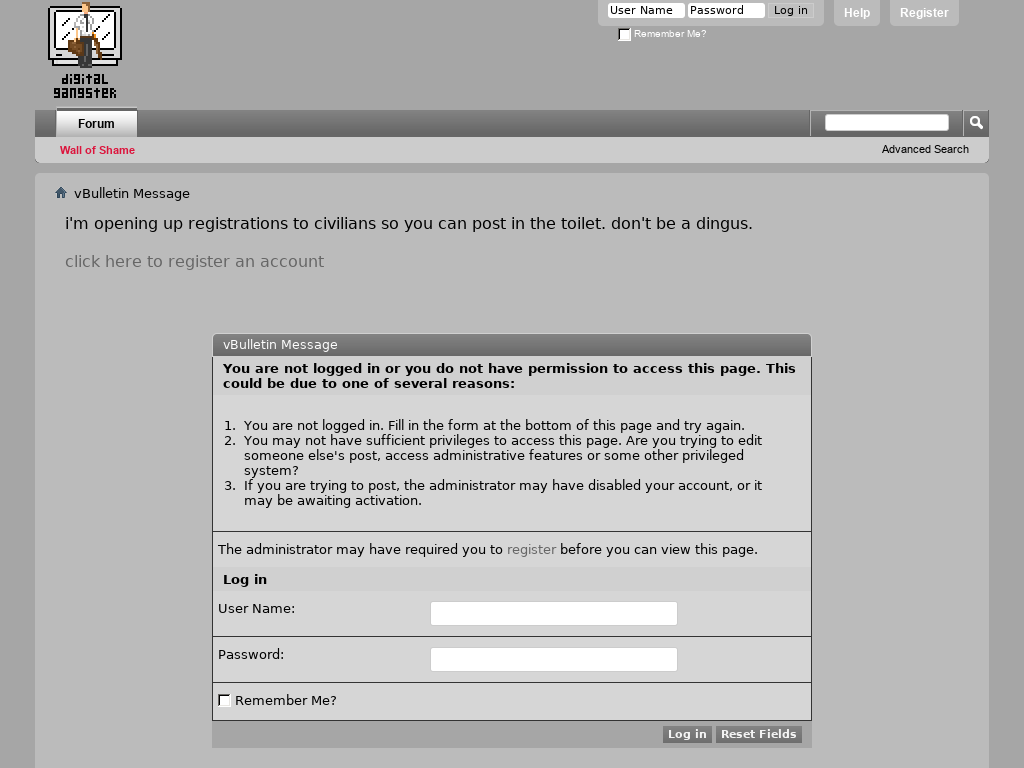 User Name
Password
Log in
Help
Register
Remember Me?
digital
gangster
Forum
Wall of Shame
Advanced Search
vBulletin Message
i'm opening up registrations to civilians so you can post in the toilet. don't be a dingus.
click here to register an account
vBulletin Message
You are not logged in or you do not have permission to access this page. This
could be due to one of several reasons:
1. You are not logged in. Fill in the form at the bottom of this page and try again.
2. You may not have sufficient privileges to access this page. Are you trying to edit
someone else's post, access administrative features or some other privileged
system?
3. If you are trying to post, the administrator may have disabled your account, or it
may be awaiting activation.
The administrator may have required you to register before you can view this page.
Log in
User Name:
Password:
Remember Me?
Log in
Reset Fields